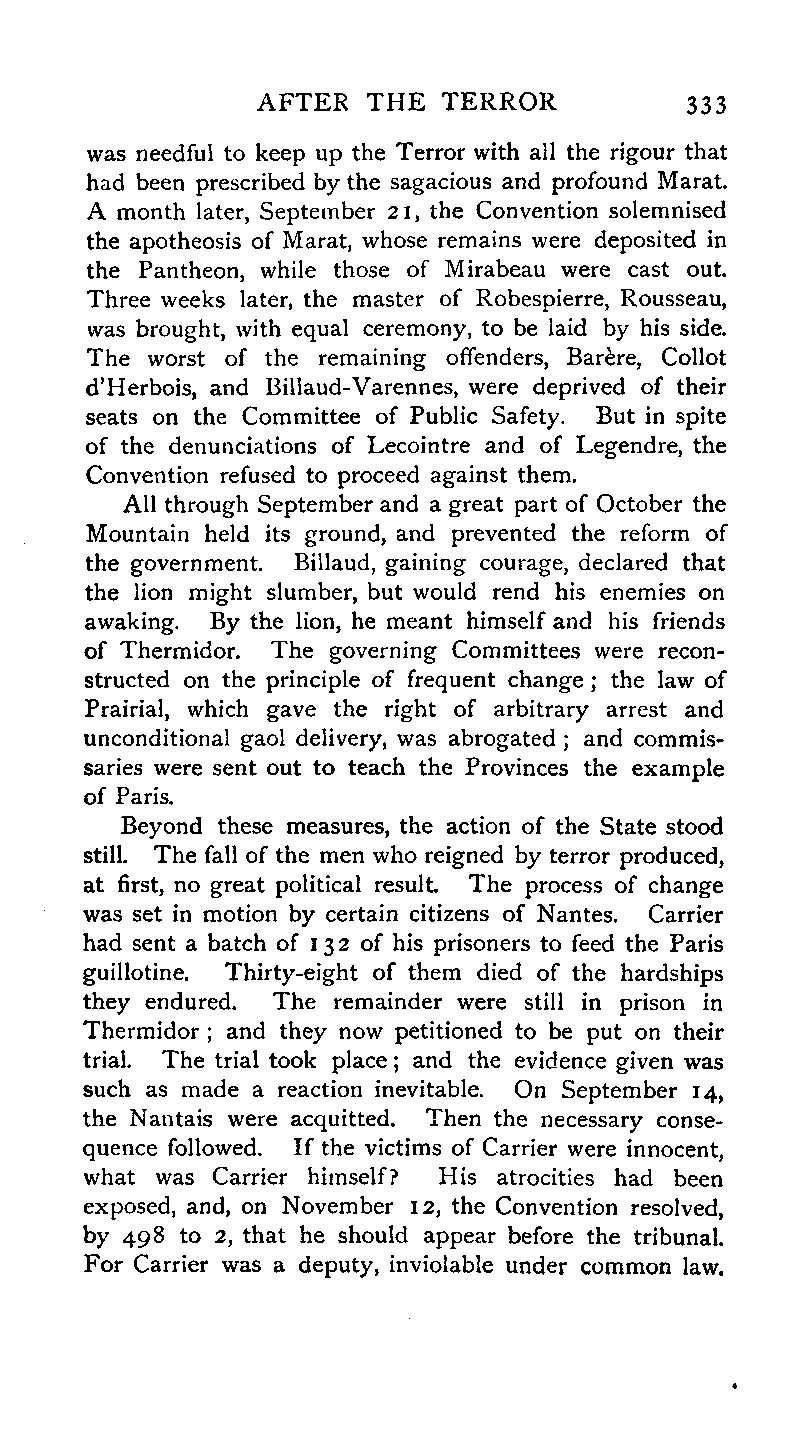 AFTER THE TERROR 333
was needful to keep up the Terror with all the rigour that
had been prescribed by the sagacious and profound Marat.
A month later, September 21, the Convention solemnised
the apotheosis of Marat, whose remains were deposited in
the Pantheon, while those of Mirabeau were cast out.
Three weeks later, the master of Robespierre, Rousseau,
was brought, with equal ceremony, to be laid by his side.
The worst of the remaining offenders, Barère, Collot
d'Herbois, and Billaud-Varennes, were deprived of their
seats on the Committee of Public Safety. But in spite
of the denunciations of Lecointre and of Legendre, the
Convention refused to proceed against them.
All through September and a great part of October the
Mountain held its ground, and prevented the reform of
the government. Billaud, gaining courage, declared that
the lion might slumber, but would rend his enemies on
awaking. By the lion, he meant himself and his friends
of Thermidor. The governing Committees were recon-
structed on the principle of frequent change ; the law of
Prairial, which gave the right of arbitrary arrest and
unconditional gaol delivery, was abrogated ; and commis-
saries were sent out to teach the Provinces the example
of Paris.
Beyond these measures, the action of the State stood
still. The fall of the men who reigned by terror produced,
at first, no great political result. The process of change
was set in motion by certain citizens of Nantes. Carrier
had sent a batch of 132 of his prisoners to feed the Paris
guillotine. Thirty-eight of them died of the hardships
they endured. The remainder were still in prison in
Thermidor ; and they now petitioned to be put on their
trial. The trial took place ; and the evidence given was
such as made a reaction inevitable. On September 14,
the Nantais were acquitted. Then the necessary conse-
quence followed. If the victims of Carrier were innocent,
what was Carrier himself? His atrocities had been
exposed, and, on November 12, the Convention resolved,
by 498 to 2, that he should appear before the tribunal.
For Carrier was a deputy, inviolable under common law.